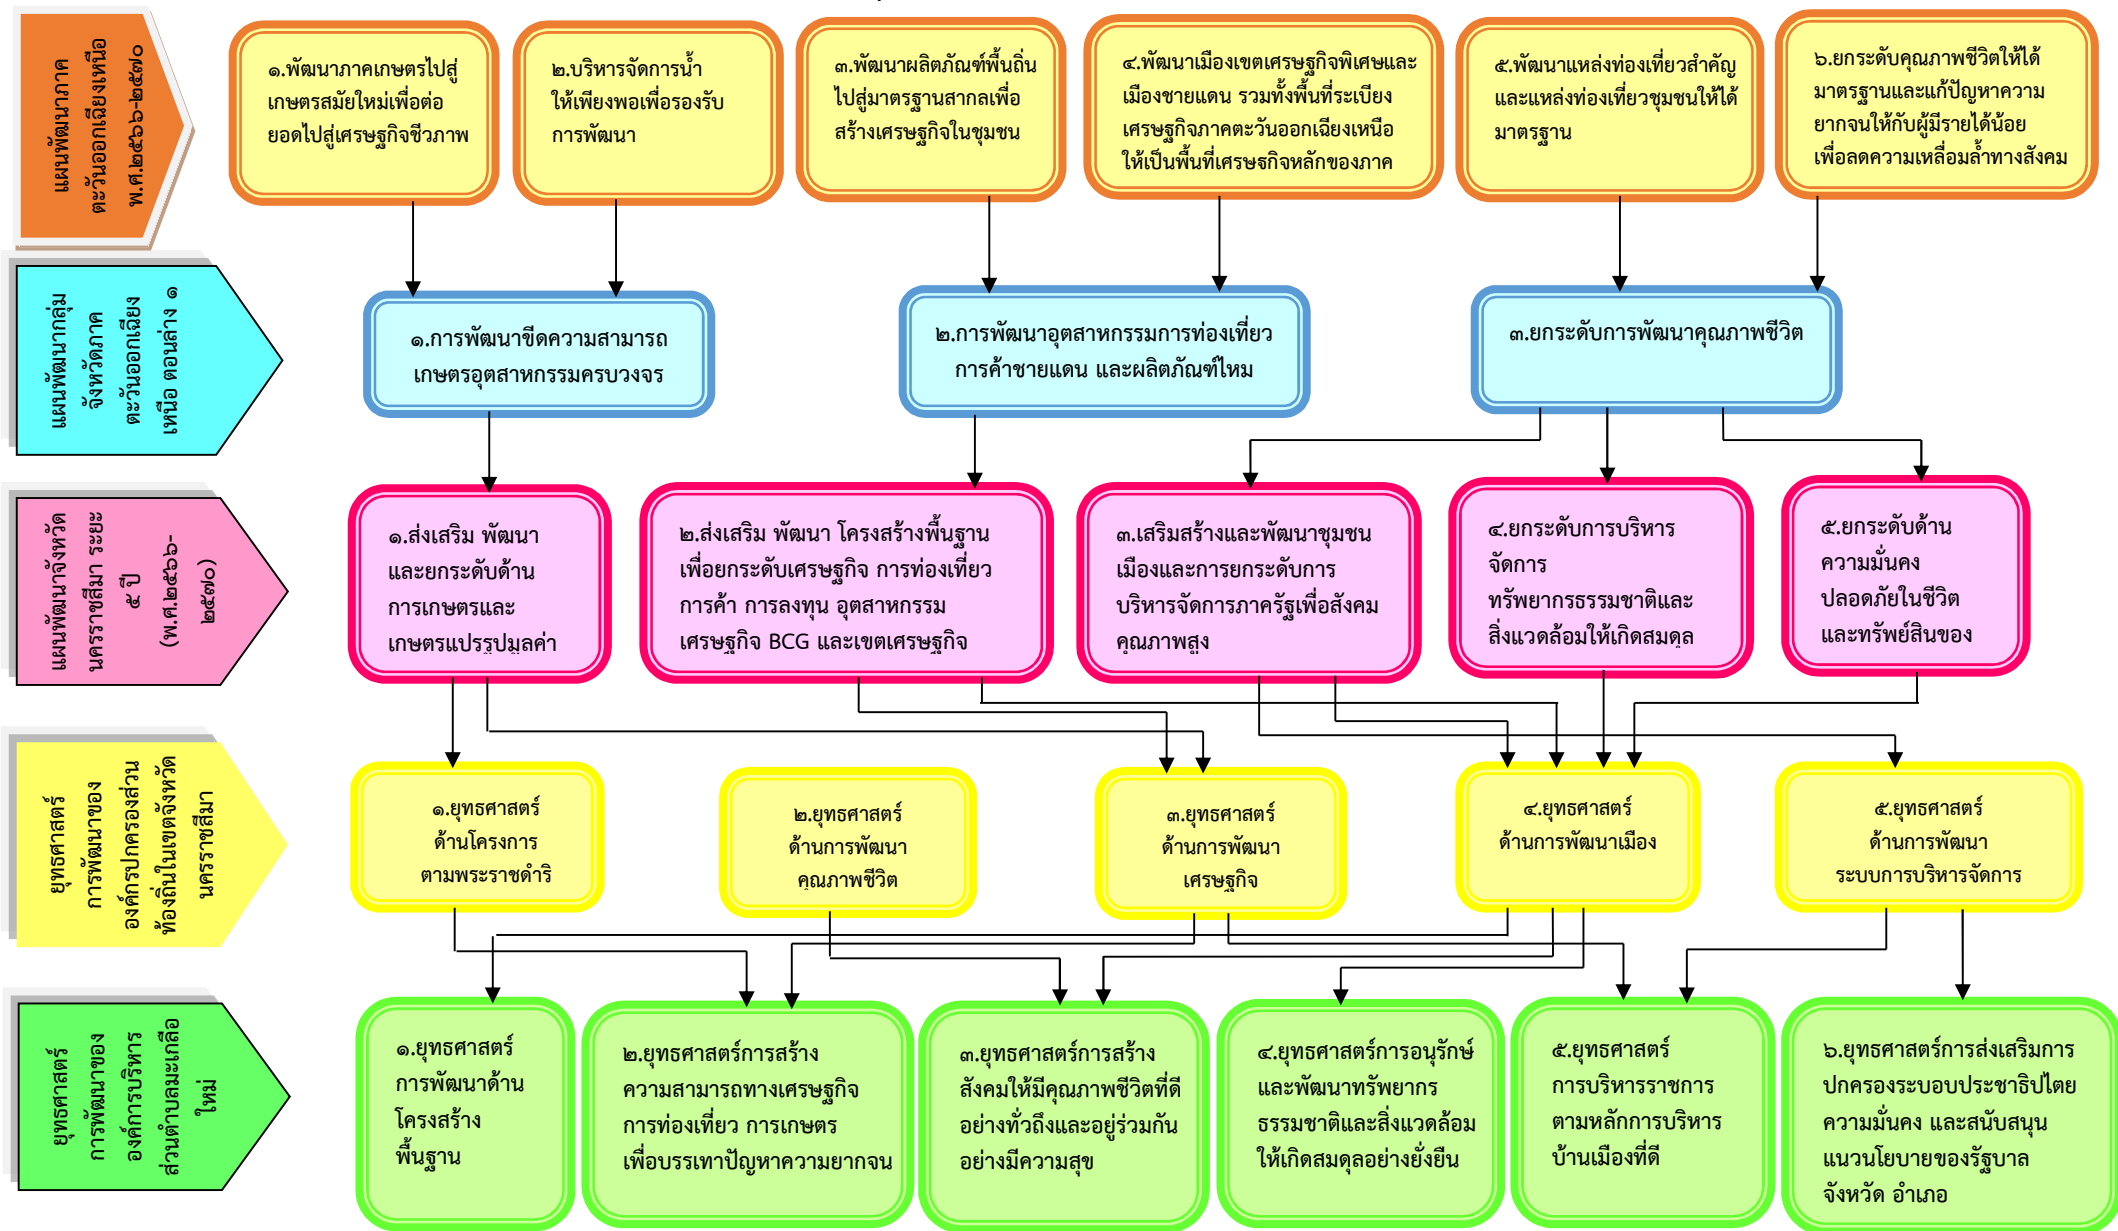 แผนพัฒนาภาค
ตะวันออกเฉียงเหนือ
พ.ศ.๒๕๖๖-๒๕๗๐
๑.พัฒนาภาคเกษตรไปสู่
เกษตรสมัยใหม่เพื่อต่อ
ยอดไปสู่เศรษฐกิจชีวภาพ
๒.บริหารจัดการน้ำ
ให้เพียงพอเพื่อรองรับ
การพัฒนา
๓.พัฒนาผลิตภัณฑ์พื้นถิ่น
ไปสู่มาตรฐานสากลเพื่อ
สร้างเศรษฐกิจในชุมชน
๔.พัฒนาเมืองเขตเศรษฐกิจพิเศษและ
เมืองชายแดน รวมทั้งพื้นที่ระเบียง
เศรษฐกิจภาคตะวันออกเฉียงเหนือ
ให้เป็นพื้นที่เศรษฐกิจหลักของภาค
๕.พัฒนาแหล่งท่องเที่ยวสำคัญ
และแหล่งท่องเที่ยวชุมชนให้ได้
มาตรฐาน
๖.ยกระดับคุณภาพชีวิตให้ได้
มาตรฐานและแก้ปัญหาความ
ยากจนให้กับผู้มีรายได้น้อย
เพื่อลดความเหลื่อมล้ำทางสังคม
แผนพัฒนากลุ่ม
จังหวัดภาค
ตะวันออกเฉียง
เหนือ ตอนล่าง ๑
๑.การพัฒนาขีดความสามารถ
เกษตรอุตสาหกรรมครบวงจร
๒.การพัฒนาอุตสาหกรรมการท่องเที่ยว
การค้าชายแดน และผลิตภัณฑ์ไหม
๓.ยกระดับการพัฒนาคุณภาพชีวิต
แผนพัฒนาจังหวัด
นครราชสีมา ระยะ
๕ ปี
(พ.ศ.๒๕๖๖-
๒๕๗๐)
๑.ส่งเสริม พัฒนา
และยกระดับด้าน
การเกษตรและ
เกษตรแปรรูปมูลค่า
๒.ส่งเสริม พัฒนา โครงสร้างพื้นฐาน
เพื่อยกระดับเศรษฐกิจ การท่องเที่ยว
การค้า การลงทุน อุตสาหกรรม
เศรษฐกิจ BCG และเขตเศรษฐกิจ
๓.เสริมสร้างและพัฒนาชุมชน
เมืองและการยกระดับการ
บริหารจัดการภาครัฐเพื่อสังคม
คุณภาพสูง
๔.ยกระดับการบริหาร
จัดการ
ทรัพยากรธรรมชาติและ
สิ่งแวดล้อมให้เกิดสมดุล
๕.ยกระดับด้าน
ความมั่นคง
ปลอดภัยในชีวิต
และทรัพย์สินของ
ยุทธศาสตร์
การพัฒนาของ
องค์กรปกครองส่วน
ท้องถิ่นในเขตจังหวัด
นครราชสีมา
๑.ยุทธศาสตร์
ด้านโครงการ
ตามพระราชดำริ
๒.ยุทธศาสตร์
ด้านการพัฒนา
คุณภาพชีวิต
๓.ยุทธศาสตร์
ด้านการพัฒนา
เศรษฐกิจ
๔.ยุทธศาสตร์
ด้านการพัฒนาเมือง
๕.ยุทธศาสตร์
ด้านการพัฒนา
ระบบการบริหารจัดการ
ยุทธศาสตร์
การพัฒนาของ
องค์การบริหาร
ส่วนตำบลมะเกลือ
ใหม่
๑.ยุทธศาสตร์
การพัฒนาด้าน
โครงสร้าง
พื้นฐาน
๒.ยุทธศาสตร์การสร้าง
ความสามารถทางเศรษฐกิจ
การท่องเที่ยว การเกษตร
เพื่อบรรเทาปัญหาความยากจน
๓.ยุทธศาสตร์การสร้าง
สังคมให้มีคุณภาพชีวิตที่ดี
อย่างทั่วถึงและอยู่ร่วมกัน
อย่างมีความสุข
๔.ยุทธศาสตร์การอนุรักษ์
และพัฒนาทรัพยากร
ธรรมชาติและสิ่งแวดล้อม
ให้เกิดสมดุลอย่างยั่งยืน
๕.ยุทธศาสตร์
การบริหารราชการ
ตามหลักการบริหาร
บ้านเมืองที่ดี
๖.ยุทธศาสตร์การส่งเสริมการ
ปกครองระบอบประชาธิปไตย
ความมั่นคง และสนับสนุน
แนวนโยบายของรัฐบาล
จังหวัด อำเภอ